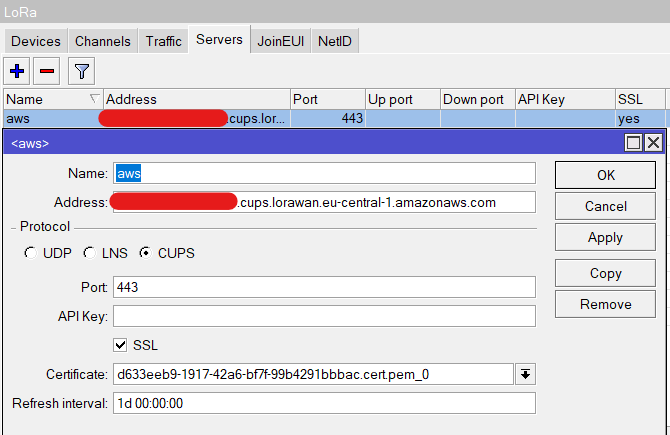 LoRa
Devices Channels Traffic Servers JoinEUI NetID
Name Address Port Up port Down port API Key SSL
aws .cups.lor... 443 yes
<aws>
Name: aws
OK
Address: .cups.lorawan.eu-central-1.amazonaws.com
Cancel
Protocol
Apply
UDP LNS CUPS
Copy
Port: 443
Remove
API Key:
SSL
Certificate: d633eeb9-1917-42a6-bf7f-99b4291bbbac.cert.pem_0
Refresh interval: 1d 00:00:00